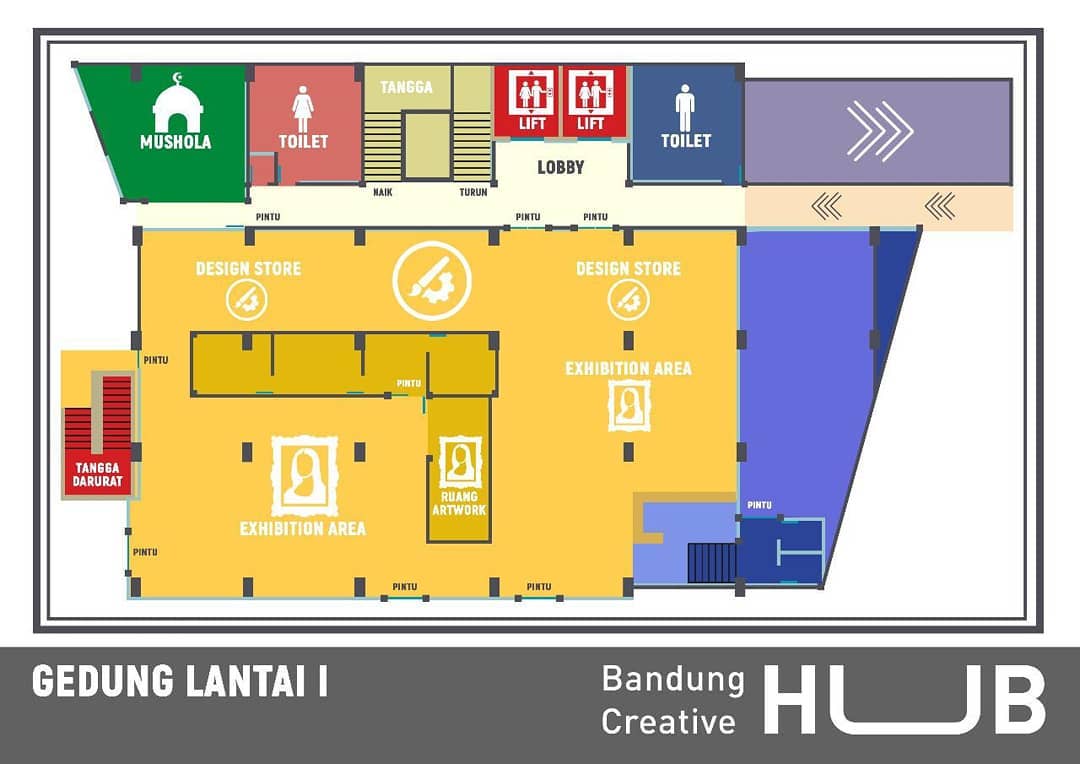 MUSHOLA
TOILET
TANGGA
LIFT
LIFT
TOILET
LOBBY
NAIK
TURUN
PINTU
PINTU
PINTU
DESIGN STORE
DESIGN STORE
PINTU
EXHIBITION AREA
PINTU
TANGGA
DARURAT
RUANG
ARTWORK
EXHIBITION AREA
PINTU
PINTU
PINTU
PINTU
GEDUNG LANTAI I
Bandung
Creative
HUB